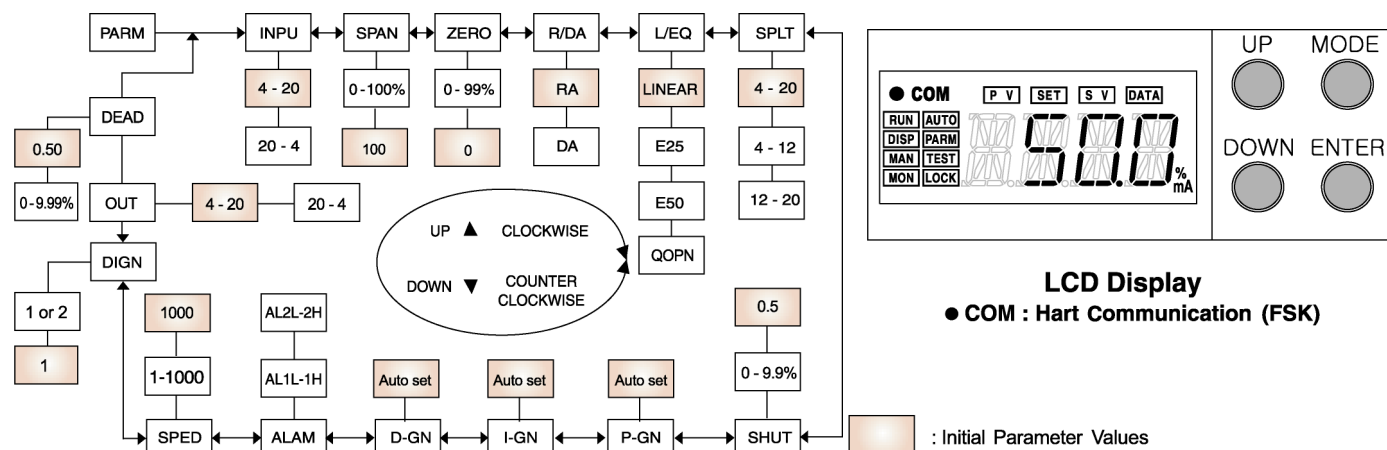 PARM INPU SPAN ZERO R/DA L/EQ SPLT
4 - 20 0 -100% 0 - 99% RA LINEAR 4 - 20
20 - 4 100 0 DA E25 4 - 12
E50 12 - 20
QOPN
DEAD
0.50
0 - 9.99%
OUT 4 - 20 20 - 4
DIGN
1 or 2
1
UP ▲ CLOCKWISE
DOWN ▼ COUNTER
CLOCKWISE
1000 AL2L-2H 0.5
1-1000 AL1L-1H Auto set Auto set Auto set 0 - 9.9%
SPED ALAM D-GN I-GN P-GN SHUT
: Initial Parameter Values
● COM P V SET S V DATA
RUN AUTO
DISP PARM
MAN TEST
MON LOCK
50.0
%
mA
UP MODE
DOWN ENTER
LCD Display
● COM : Hart Communication (FSK)